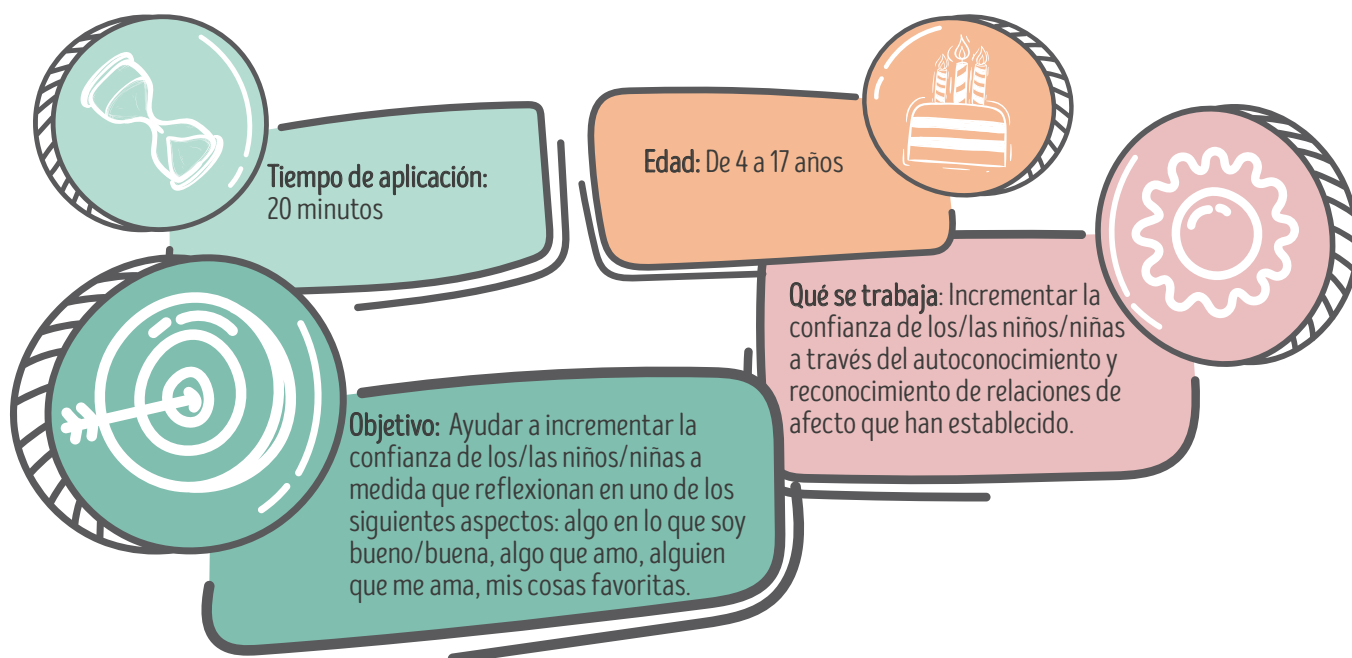 Tiempo de aplicación:
20 minutos
Edad: De 4 a 17 años
Qué se trabaja: Incrementar la
confianza de los/las niños/niñas
a través del autoconocimiento y
reconocimiento de relaciones de
afecto que han establecido.
Objetivo: Ayudar a incrementar la
confianza de los/las niños/niñas a
medida que reflexionan en uno de los
siguientes aspectos: algo en lo que soy
bueno/buena, algo que amo, alguien
que me ama, mis cosas favoritas.